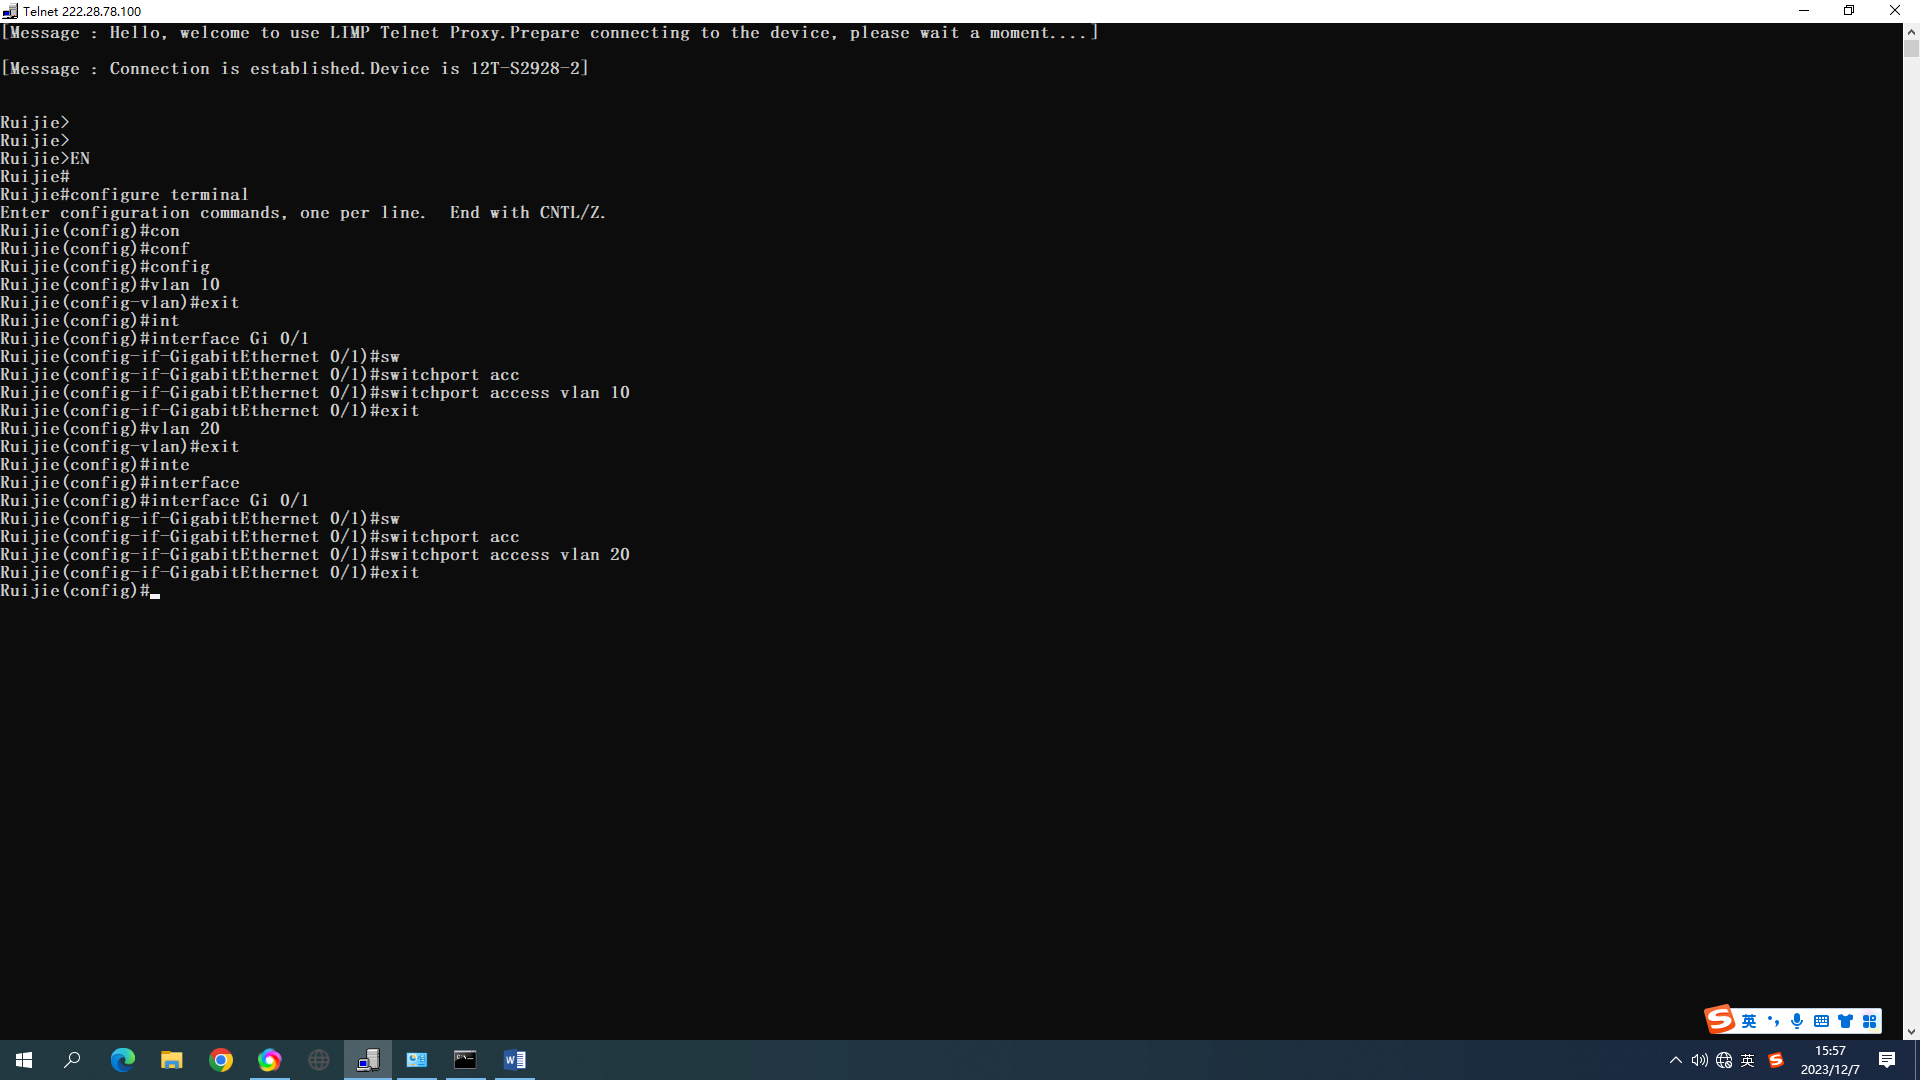 Telnet 222.28.78.100
[Message : Hello, welcome to use LIMP Telnet Proxy.Prepare connecting to the device, please wait a moment....]
[Message : Connection is established.Device is 12T-S2928-2]
Ruijie>
Ruijie>
Ruijie>EN
Ruijie#
Ruijie#configure terminal
Enter configuration commands, one per line.  End with CNTL/Z.
Ruijie(config)#con
Ruijie(config)#conf
Ruijie(config)#config
Ruijie(config)#vlan 10
Ruijie(config-vlan)#exit
Ruijie(config)#int
Ruijie(config)#interface Gi 0/1
Ruijie(config-if-GigabitEthernet 0/1)#sw
Ruijie(config-if-GigabitEthernet 0/1)#switchport acc
Ruijie(config-if-GigabitEthernet 0/1)#switchport access vlan 10
Ruijie(config-if-GigabitEthernet 0/1)#exit
Ruijie(config)#vlan 20
Ruijie(config-vlan)#exit
Ruijie(config)#inte
Ruijie(config)#interface
Ruijie(config)#interface Gi 0/1
Ruijie(config-if-GigabitEthernet 0/1)#sw
Ruijie(config-if-GigabitEthernet 0/1)#switchport acc
Ruijie(config-if-GigabitEthernet 0/1)#switchport access vlan 20
Ruijie(config-if-GigabitEthernet 0/1)#exit
Ruijie(config)#
英
英
15:57
2023/12/7